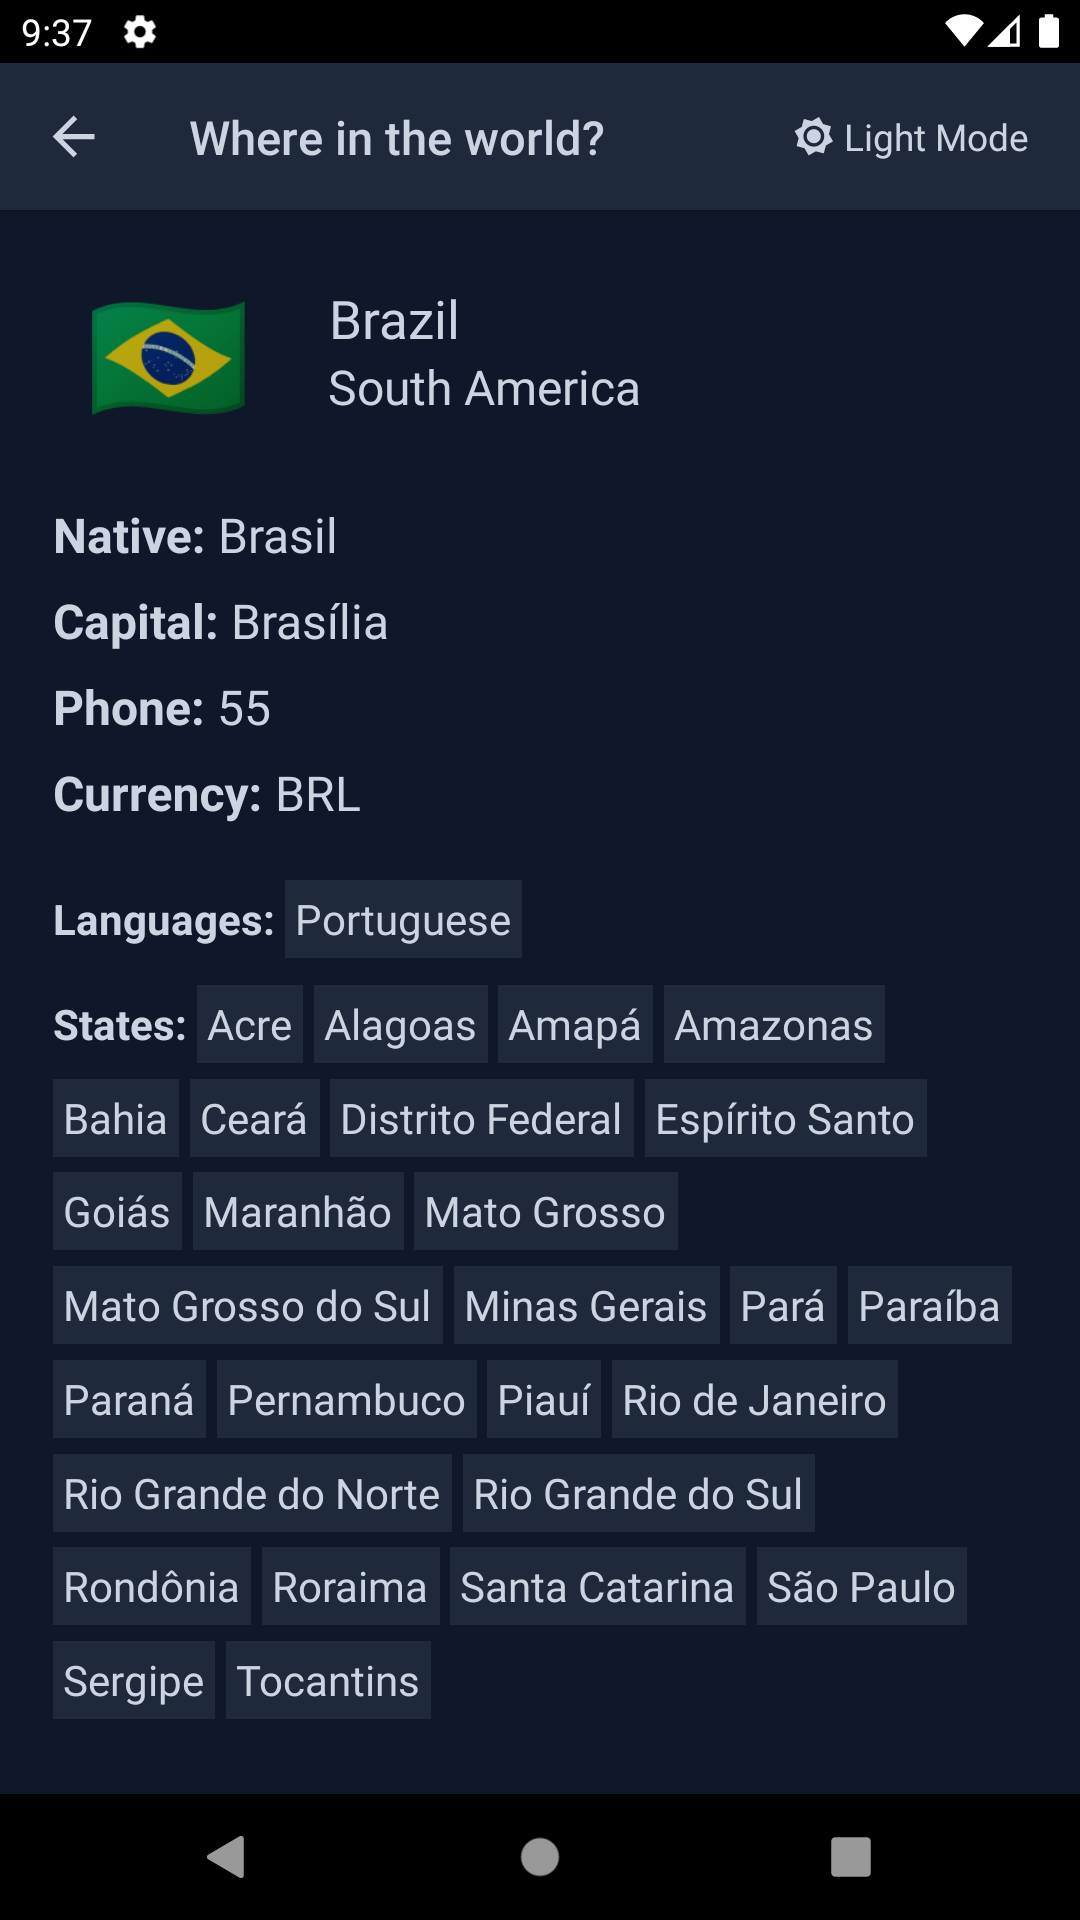 9:37
Where in the world?
Light Mode
Brazil
South America
Native: Brasil
Capital: Brasília
Phone: 55
Currency: BRL
Languages: Portuguese
States: Acre Alagoas Amapá Amazonas
Bahia Ceará Distrito Federal Espírito Santo
Goiás Maranhão Mato Grosso
Mato Grosso do Sul Minas Gerais Pará Paraíba
Paraná Pernambuco Piauí Rio de Janeiro
Rio Grande do Norte Rio Grande do Sul
Rondônia Roraima Santa Catarina São Paulo
Sergipe Tocantins